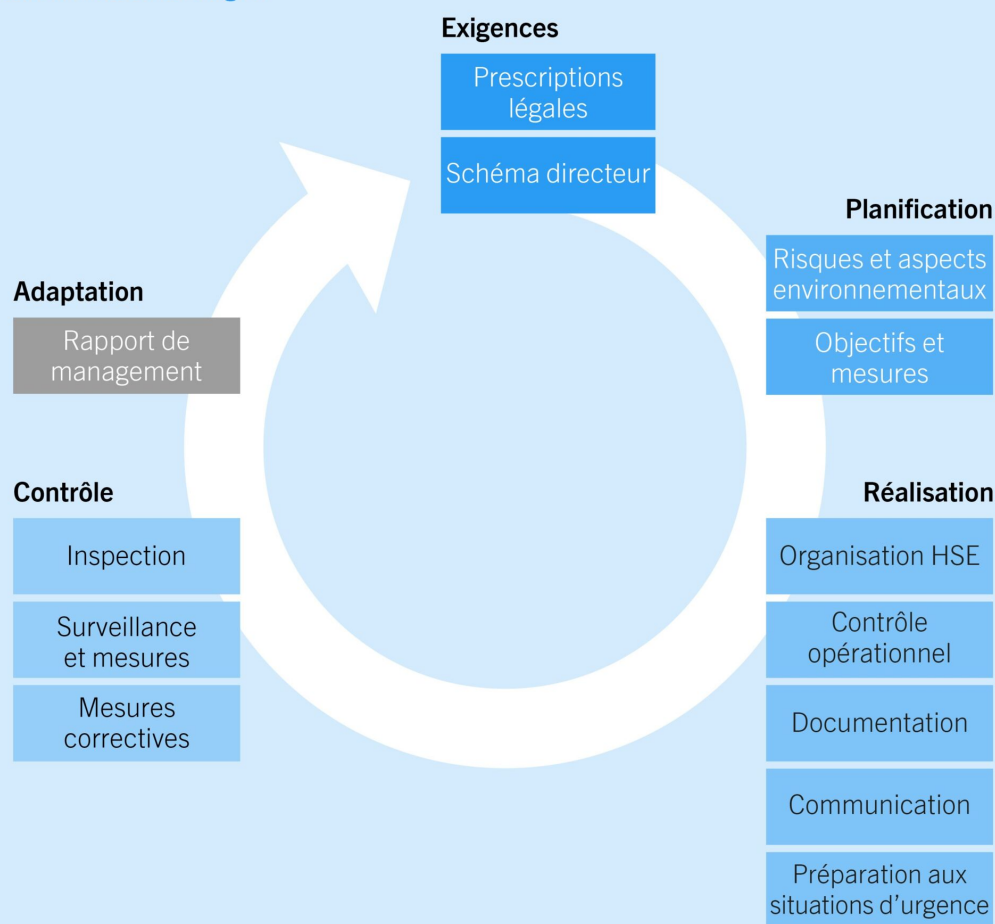 Exigences
Prescriptions
légales
Schéma directeur
Planification
Risques et aspects
environnementaux
Objectifs et
mesures
Adaptation
Rapport de
management
Contrôle
Inspection
Surveillance
et mesures
Mesures
correctives
Réalisation
Organisation HSE
Contrôle
opérationnel
Documentation
Communication
Préparation aux
situations d’urgence